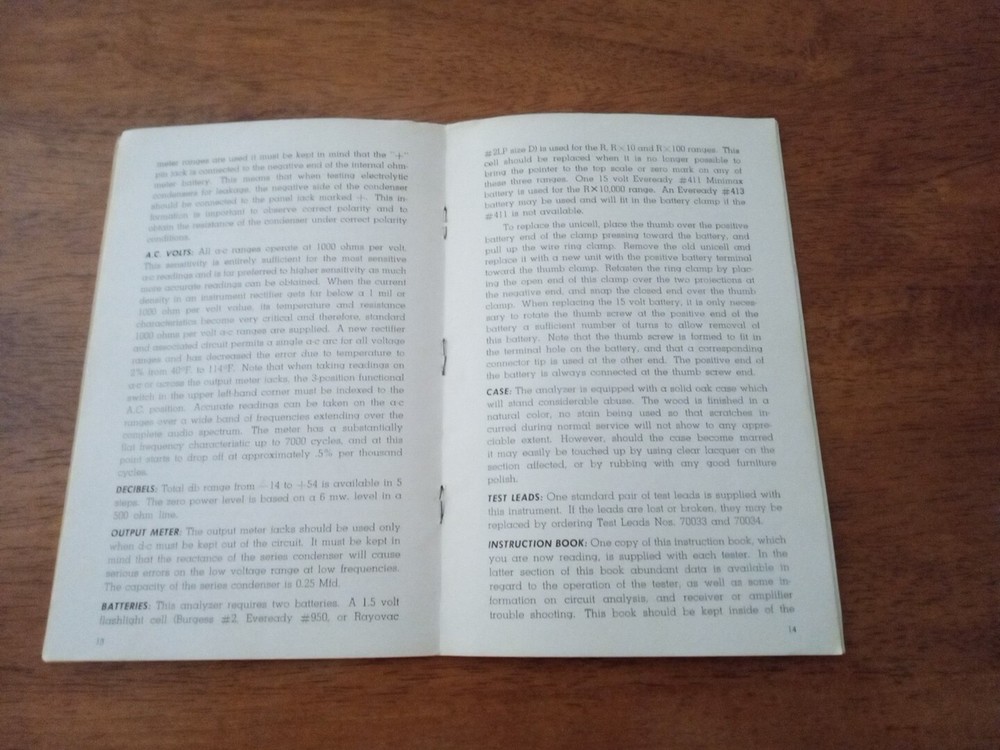 meter ranges are used it must be kept in mind that the "+"
pin jack is connected to the negative end of the internal ohm-
meter battery. This means that when testing electrolytic
condensers for leakage, the negative side of the condenser
should be connected to the panel jack marked +. This in-
formation is important to observe correct polarity and to
obtain the resistance of the condenser under correct polarity
conditions.
A.C. VOLTS: All a-c ranges operate at 1000 ohms per volt.
This sensitivity is entirely sufficient for the most sensitive
a-c readings and is far preferred to higher sensitivity as much
more accurate readings can be obtained. When the current
density in an instrument rectifier gets far below a 1 mil or
1000 ohm per volt value, its temperature and resistance
characteristics become very critical and therefore, standard
1000 ohms per volt a-c ranges are supplied. A new rectifier
and associated circuit permits a single a-c arc for all voltage
ranges and has decreased the error due to temperature to
2% from 40°F. to 114°F. Note that when taking readings on
a-c or across the output meter jacks, the 3-position functional
switch in the upper left-hand corner must be indexed to the
A.C. position. Accurate readings can be taken on the a-c
ranges over a wide band of frequencies extending over the
complete audio spectrum. The meter has a substantially
flat frequency characteristic up to 7000 cycles, and at this
point starts to drop off at approximately .5% per thousand
cycles.
DECIBELS: Total db range from —14 to +54 is available in 5
steps. The zero power level is based on a 6 mw. level in a
500 ohm line.
OUTPUT METER: The output meter jacks should be used only
when d-c must be kept out of the circuit. It must be kept in
mind that the reactance of the series condenser will cause
serious errors on the low voltage range at low frequencies.
The capacity of the series condenser is 0.25 Mfd.
BATTERIES: This analyzer requires two batteries. A 1.5 volt
flashlight cell (Burgess #2, Eveready #950, or Rayovac
13
#2LP size D) is used for the R, R×10 and R×100 ranges. This
cell should be replaced when it is no longer possible to
bring the pointer to the top scale or zero mark on any of
these three ranges. One 15 volt Eveready #411 Minimax
battery is used for the R×10,000 range. An Eveready #413
battery may be used and will fit in the battery clamp if the
#411 is not available.
To replace the unicell, place the thumb over the positive
battery end of the clamp pressing toward the battery, and
pull up the wire ring clamp. Remove the old unicell and
replace it with a new unit with the positive battery terminal
toward the thumb clamp. Refasten the ring clamp by plac-
ing the open end of this clamp over the two projections at
the negative end, and snap the closed end over the thumb
clamp. When replacing the 15 volt battery, it is only neces-
sary to rotate the thumb screw at the positive end of the
battery a sufficient number of turns to allow removal of
this battery. Note that the thumb screw is formed to fit in
the terminal hole on the battery, and that a corresponding
connector tip is used at the other end. The positive end of
the battery is always connected at the thumb screw end.
CASE: The analyzer is equipped with a solid oak case which
will stand considerable abuse. The wood is finished in a
natural color, no stain being used so that scratches in-
curred during normal service will not show to any appre-
ciable extent. However, should the case become marred
it may easily be touched up by using clear lacquer on the
section affected, or by rubbing with any good furniture
polish.
TEST LEADS: One standard pair of test leads is supplied with
this instrument. If the leads are lost or broken, they may be
replaced by ordering Test Leads Nos. 70033 and 70034.
INSTRUCTION BOOK: One copy of this instruction book, which
you are now reading, is supplied with each tester. In the
latter section of this book abundant data is available in
regard to the operation of the tester, as well as some in-
formation on circuit analysis, and receiver or amplifier
trouble shooting. This book should be kept inside of the
14